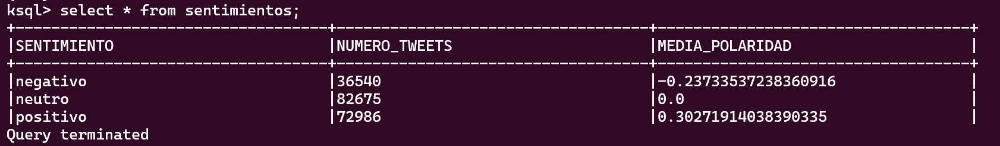 ksql> select * from sentimientos;
+-----------------------------------+-----------------------------------+-----------------------------------+
|SENTIMIENTO                        |NUMERO_TWEETS                      |MEDIA_POLARIDAD                    |
+-----------------------------------+-----------------------------------+-----------------------------------+
|negativo                           |36540                              |-0.23733537238360916               |
|neutro                             |82675                              |0.0                                |
|positivo                           |72986                              |0.30271914038390335                |
Query terminated